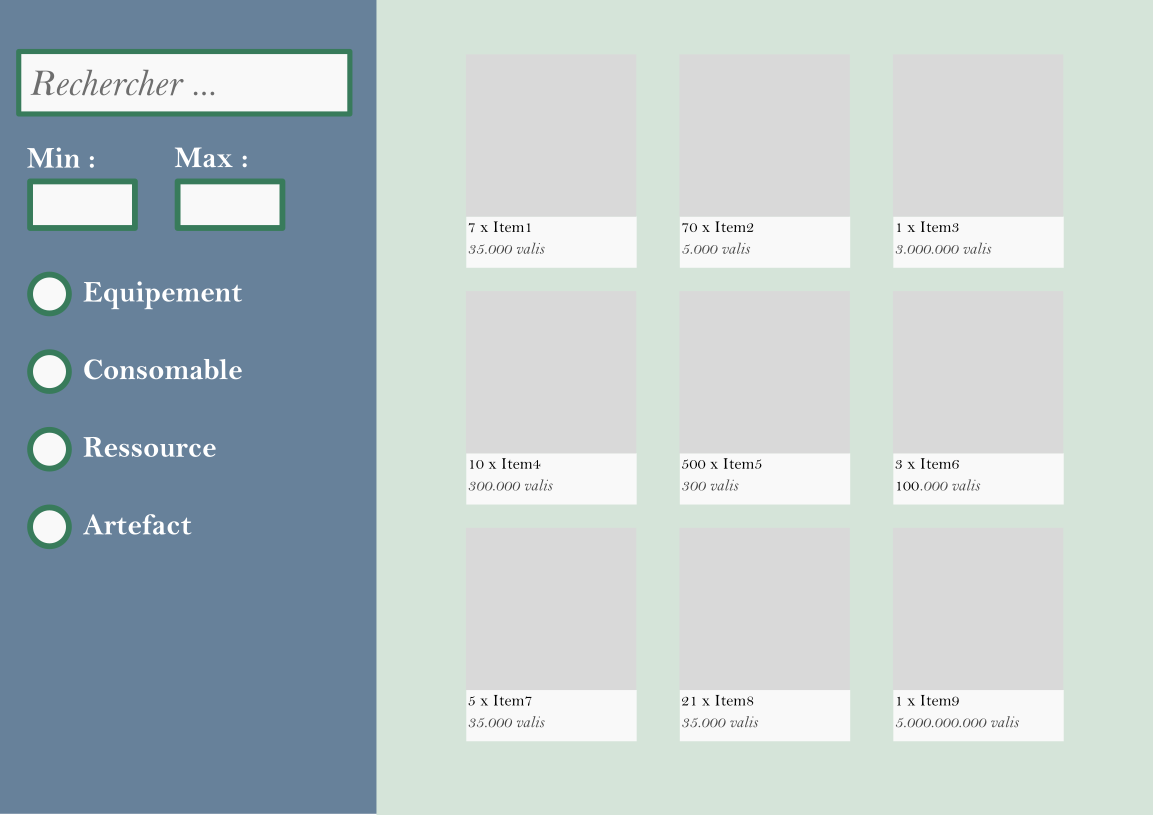 Rechercher ...
Min :
Max :
Equipement
Consomable
Ressource
Artefact
7 x Item1
35.000 valis
70 x Item2
5.000 valis
1 x Item3
3.000.000 valis
10 x Item4
300.000 valis
500 x Item5
300 valis
3 x Item6
100.000 valis
5 x Item7
35.000 valis
21 x Item8
35.000 valis
1 x Item9
5.000.000.000 valis